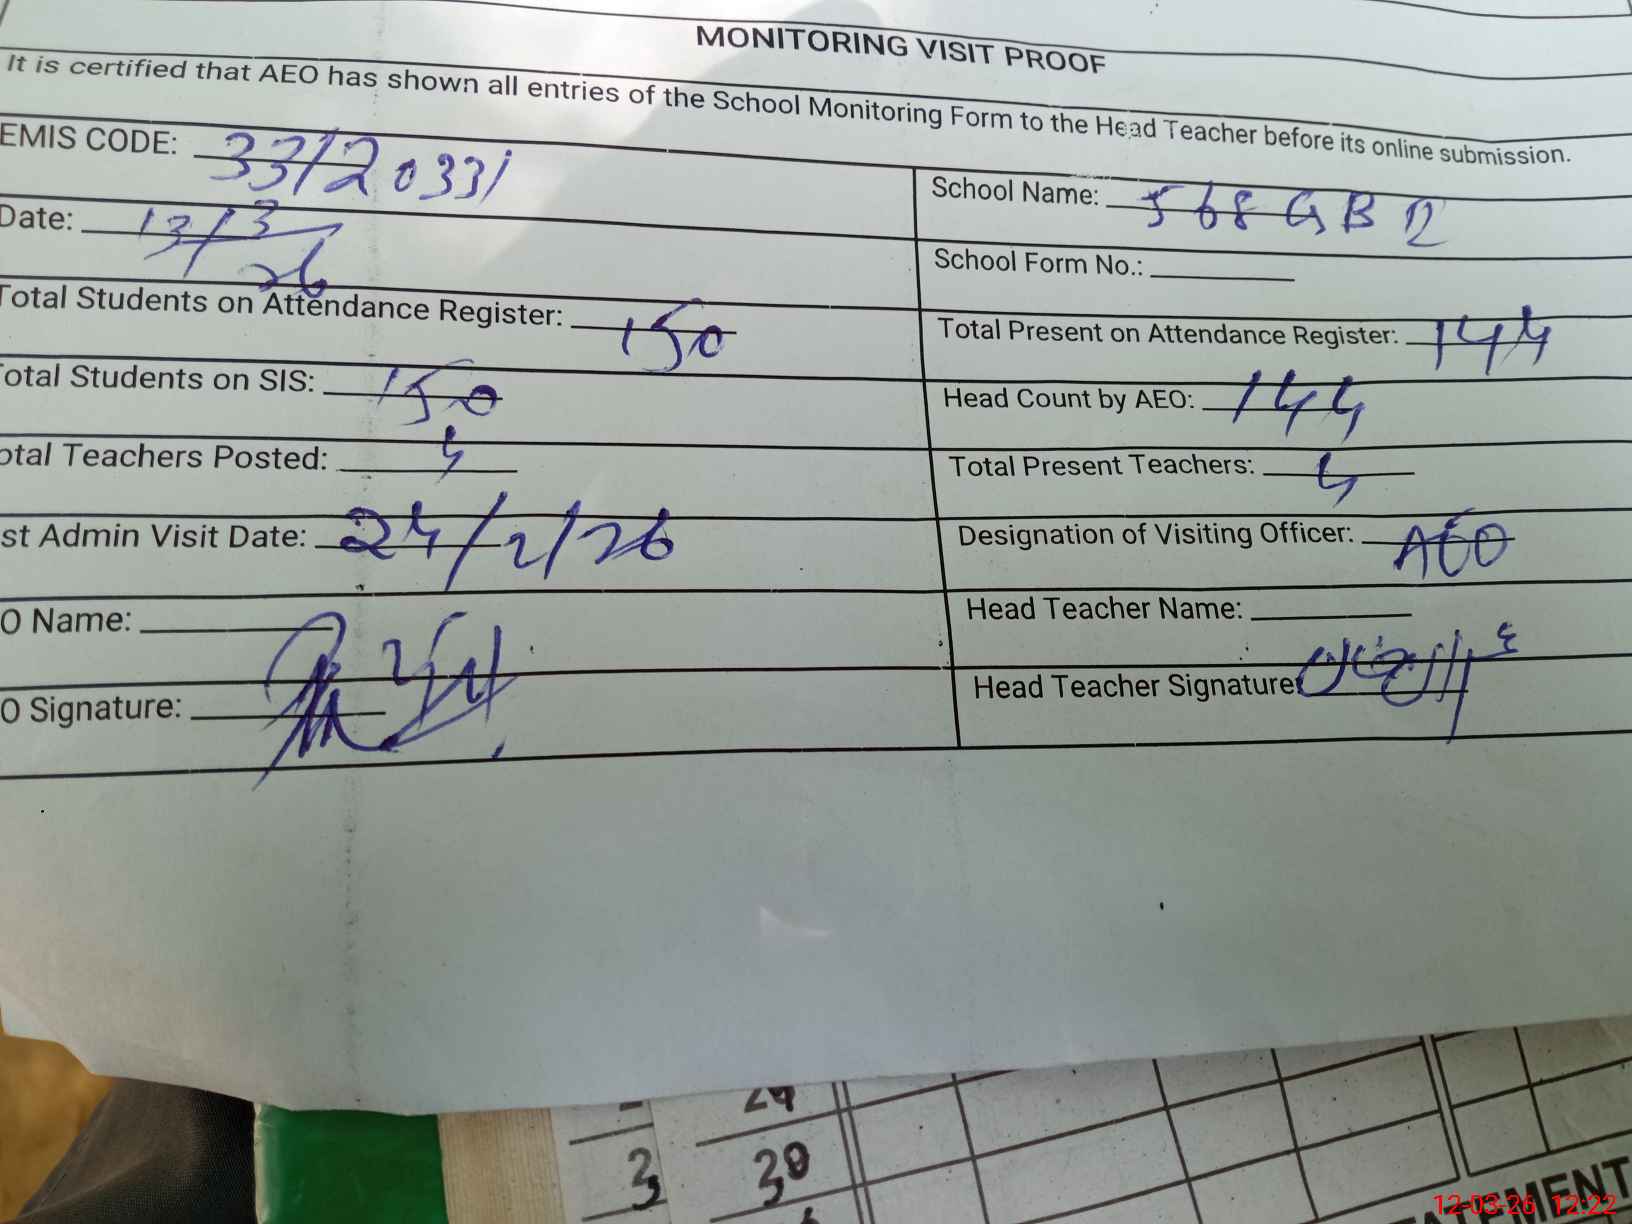 MONITORING VISIT PROOF
It is certified that AEO has shown all entries of the School Monitoring Form to the Head Teacher before its online submission.
EMIS CODE: 33120331
School Name: 568 GB
Date: 13/3/26
School Form No.:
Total Students on Attendance Register: 150
Total Present on Attendance Register: 144
otal Students on SIS: 150
Head Count by AEO: 144
otal Teachers Posted: 4
Total Present Teachers: 4
st Admin Visit Date: 24/2/26
Designation of Visiting Officer: AEO
O Name:
Head Teacher Name:
O Signature:
Head Teacher Signature
29
3 30
TEMENT
12-03-26 12:22